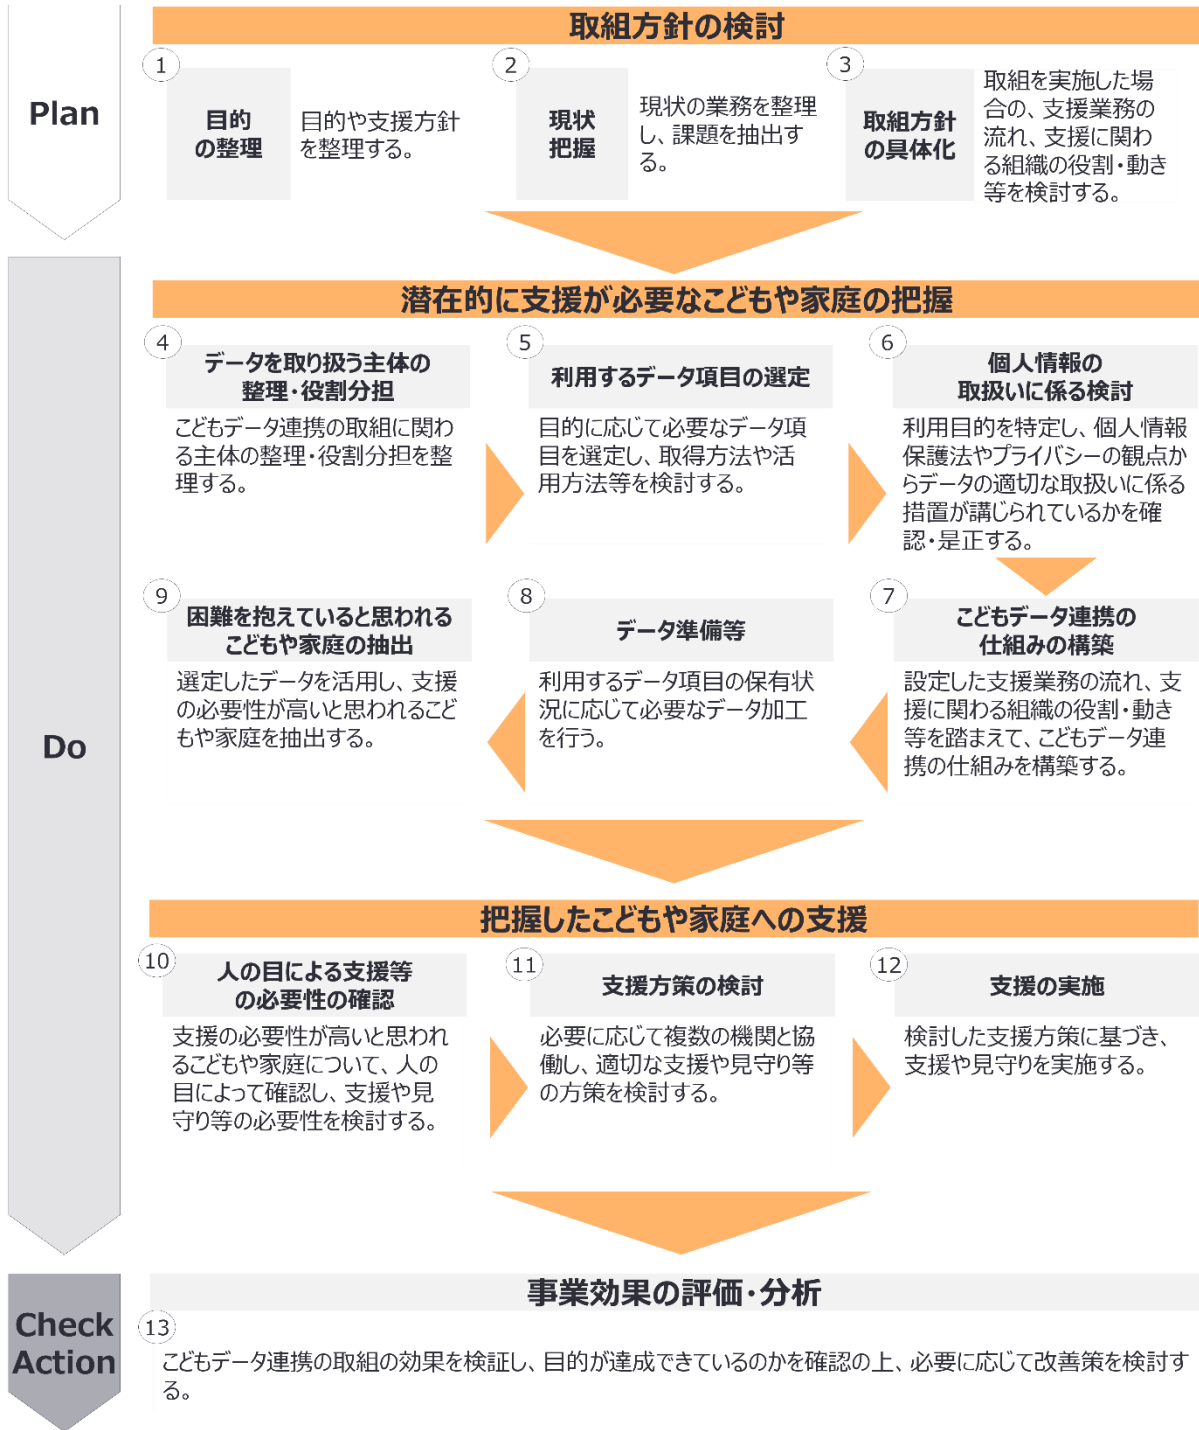 Plan
取組方針の検討
1
目的
の整理
目的や支援方針
を整理する。
2
現状
把握
現状の業務を整理
し、課題を抽出す
る。
3
取組方針
の具体化
取組を実施した場
合の、支援業務の
流れ、支援に関わ
る組織の役割・動き
等を検討する。
Do
潜在的に支援が必要なこどもや家庭の把握
4
データを取り扱う主体の
整理・役割分担
こどもデータ連携の取組に関わ
る主体の整理・役割分担を整
理する。
5
利用するデータ項目の選定
目的に応じて必要なデータ項
目を選定し、取得方法や活
用方法等を検討する。
6
個人情報の
取扱いに係る検討
利用目的を特定し、個人情報
保護法やプライバシーの観点か
らデータの適切な取扱いに係る
措置が講じられているかを確
認・是正する。
7
こどもデータ連携の
仕組みの構築
設定した支援業務の流れ、支
援に関わる組織の役割・動き
等を踏まえて、こどもデータ連
携の仕組みを構築する。
8
データ準備等
利用するデータ項目の保有状
況に応じて必要なデータ加工
を行う。
9
困難を抱えていると思われる
こどもや家庭の抽出
選定したデータを活用し、支援
の必要性が高いと思われるこど
もや家庭を抽出する。
把握したこどもや家庭への支援
10
人の目による支援等
の必要性の確認
支援の必要性が高いと思われ
るこどもや家庭について、人の
目によって確認し、支援や見
守り等の必要性を検討する。
11
支援方策の検討
必要に応じて複数の機関と協
働し、適切な支援や見守り等
の方策を検討する。
12
支援の実施
検討した支援方策に基づき、
支援や見守りを実施する。
Check
Action
事業効果の評価・分析
13
こどもデータ連携の取組の効果を検証し、目的が達成できているのかを確認の上、必要に応じて改善策を検討す
る。